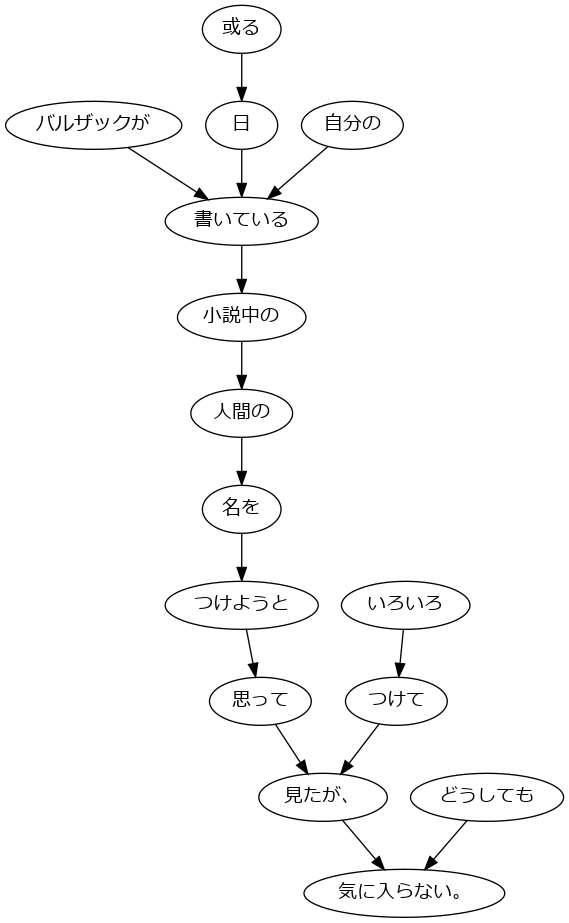 或る
バルザックが
日
自分の
書いている
小説中の
人間の
名を
つけようと
いろいろ
思って
つけて
見たが、
どうしても
気に入らない。